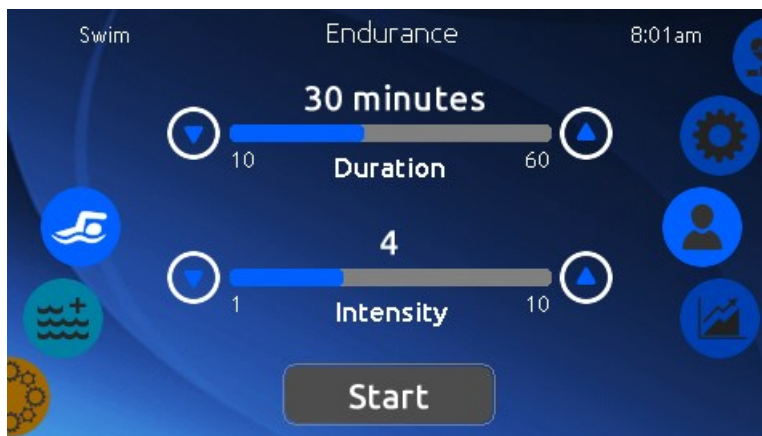 Swim Endurance 8:01am
30 minutes
10 60
Duration
4
1 10
Intensity
Start